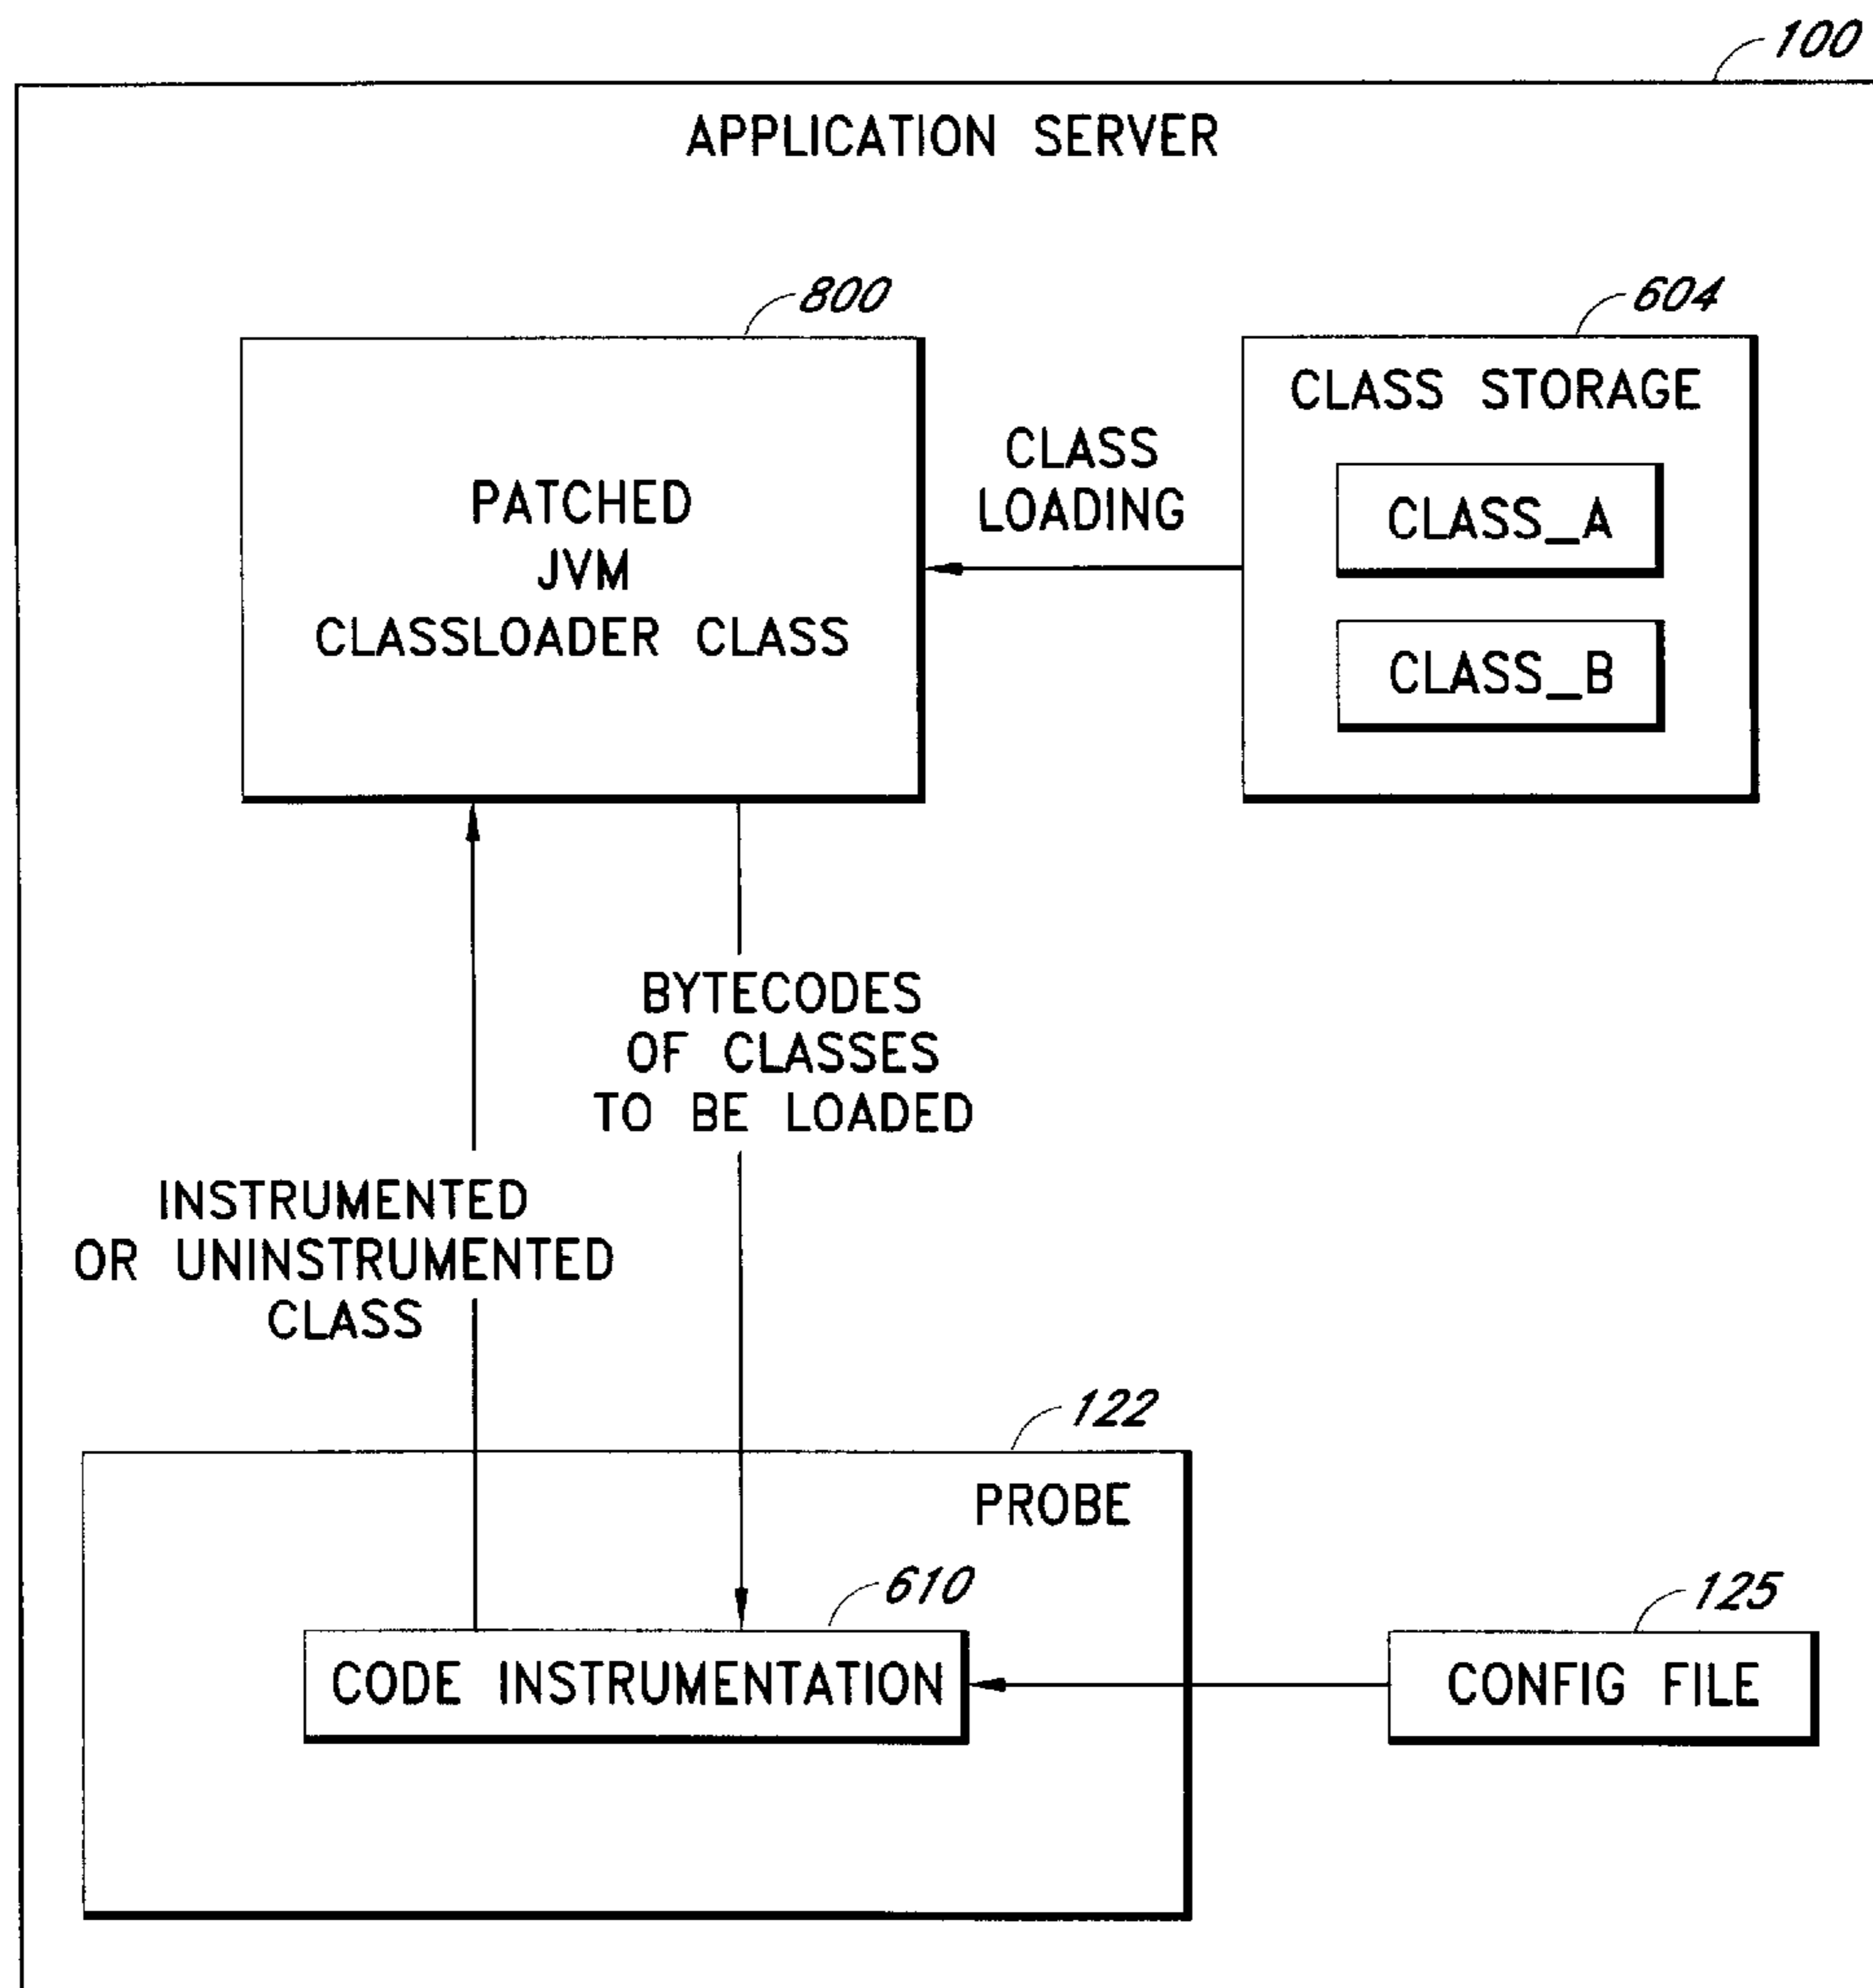 100
APPLICATION SERVER
800
604
PATCHED
JVM
CLASSLOADER CLASS
CLASS
LOADING
CLASS STORAGE
CLASS_A
CLASS_B
BYTECODES
OF CLASSES
TO BE LOADED
INSTRUMENTED
OR UNINSTRUMENTED
CLASS
122
PROBE
610
CODE INSTRUMENTATION
125
CONFIG FILE